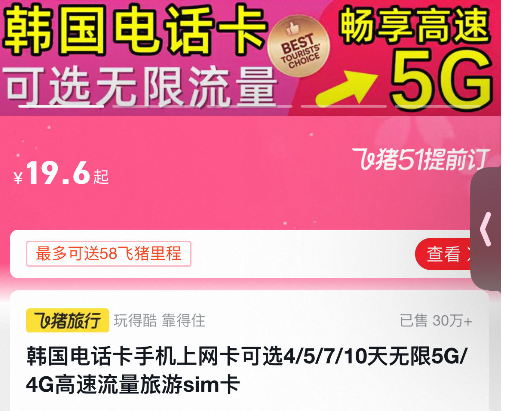 韩国电话卡
BEST
TOURISTS'
CHOICE
畅享高速
5G
可选无限流量
¥19.6起
飞猪51提前订
最多可送58飞猪里程
查看
飞猪旅行 玩得酷 靠得住 已售 30万+
韩国电话卡手机上网卡可选4/5/7/10天无限5G/
4G高速流量旅游sim卡